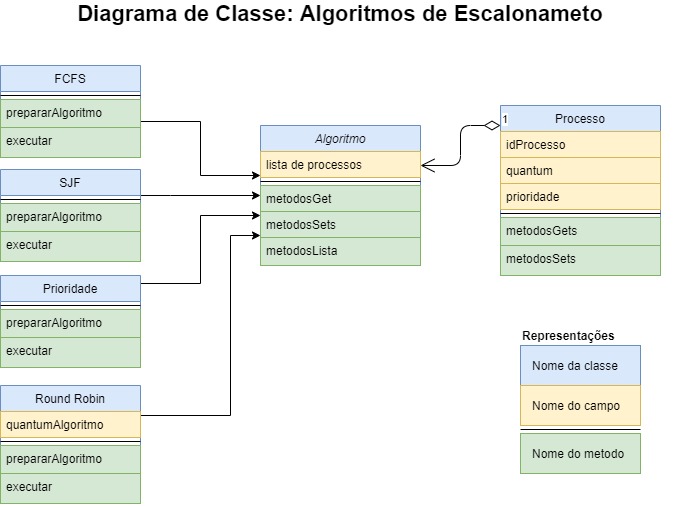 Diagrama de Classe: Algoritmos de Escalonameto
FCFS
prepararAlgoritmo
executar
SJF
prepararAlgoritmo
executar
Prioridade
prepararAlgoritmo
executar
Round Robin
quantumAlgoritmo
prepararAlgoritmo
executar
Algoritmo
lista de processos
metodosGet
metodosSets
metodosLista
1
Processo
idProcesso
quantum
prioridade
metodosGets
metodosSets
Representações
Nome da classe
Nome do campo
Nome do metodo